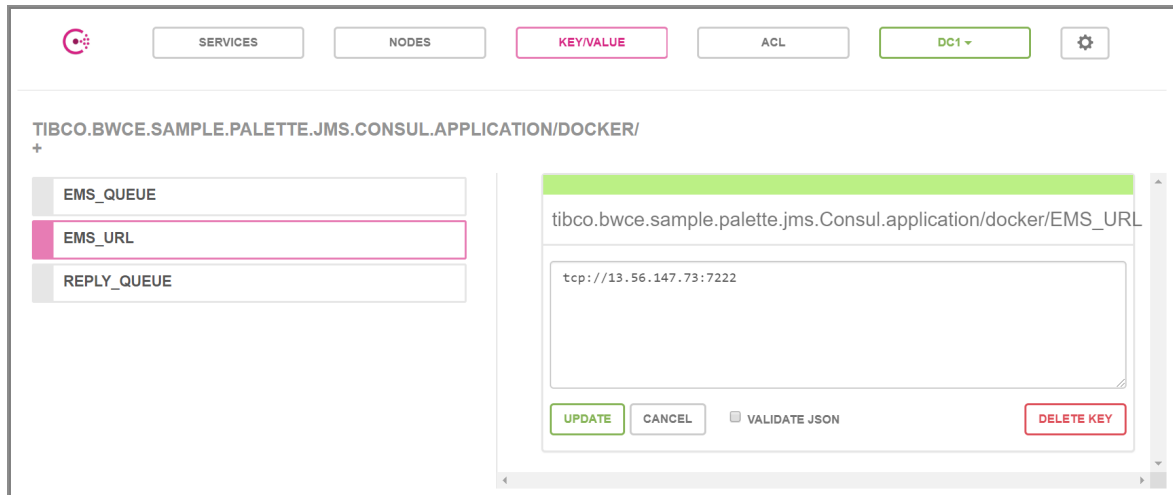 SERVICES NODES KEY/VALUE ACL DC1
TIBCO.BWCE.SAMPLE.PALETTE.JMS.CONSUL.APPLICATION/DOCKER/
+
EMS_QUEUE
EMS_URL
REPLY_QUEUE
tibco.bwce.sample.palette.jms.Consul.application/docker/EMS_URL
tcp://13.56.147.73:7222
UPDATE CANCEL VALIDATE JSON DELETE KEY